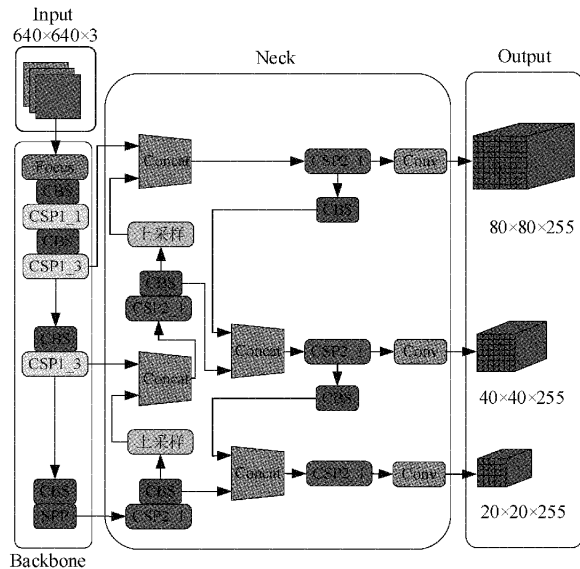 Input
640×640×3
Neck
Output
Focus
CBS
CSP1_1
CBS
CSP1_3
CBS
CSP1_3
CBS
SPP
Backbone
Concat
上采样
CBS
CSP2_1
Concat
上采样
CBS
CSP2_1
CSP2_1
CBS
Conv
Concat
CSP2_1
CBS
Conv
Concat
CSP2_1
Conv
80×80×255
40×40×255
20×20×255